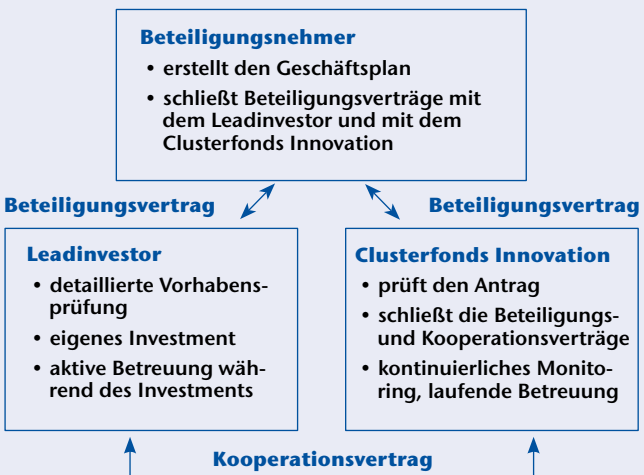 Beteiligungsnehmer
• erstellt den Geschäftsplan
• schließt Beteiligungsverträge mit
dem Leadinvestor und mit dem
Clusterfonds Innovation
Beteiligungsvertrag
Beteiligungsvertrag
Leadinvestor
• detaillierte Vorhabens-
prüfung
• eigenes Investment
• aktive Betreuung wäh-
rend des Investments
Clusterfonds Innovation
• prüft den Antrag
• schließt die Beteiligungs-
und Kooperationsverträge
• kontinuierliches Monito-
ring, laufende Betreuung
Kooperationsvertrag